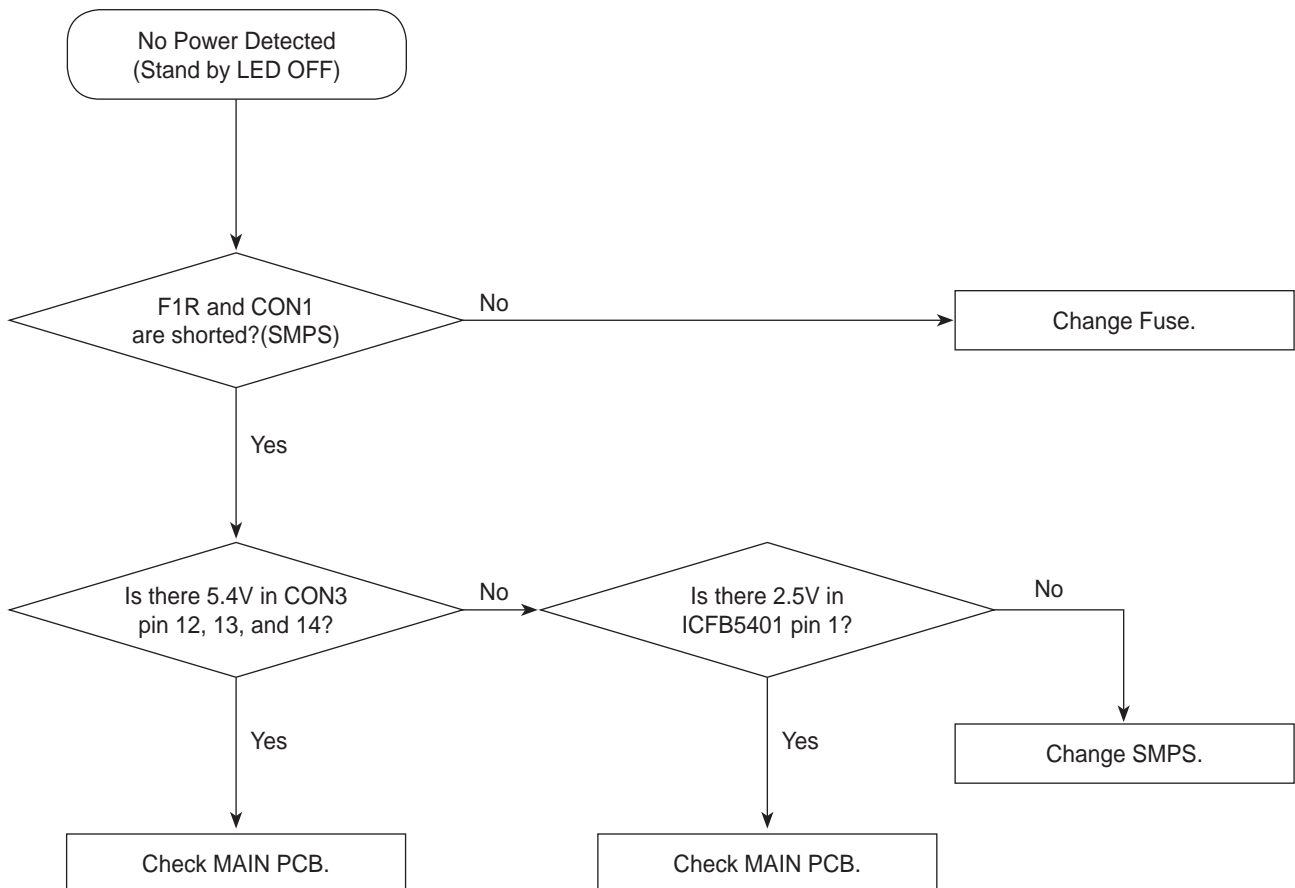 No Power Detected
(Stand by LED OFF)
F1R and CON1
are shorted?(SMPS)
No
Change Fuse.
Yes
Is there 5.4V in CON3
pin 12, 13, and 14?
No
Is there 2.5V in
ICFB5401 pin 1?
No
Yes
Yes
Change SMPS.
Check MAIN PCB.
Check MAIN PCB.